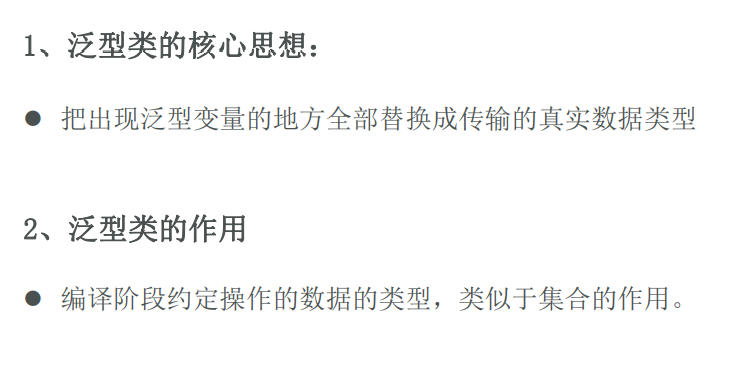 1、泛型类的核心思想：
● 把出现泛型变量的地方全部替换成传输的真实数据类型
2、泛型类的作用
● 编译阶段约定操作的数据的类型，类似于集合的作用。